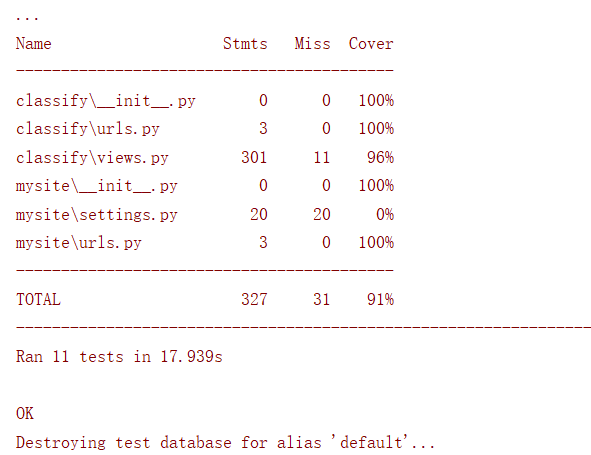 ...
Name                    Stmts   Miss  Cover
-------------------------------------------
classify\__init__.py        0      0   100%
classify\urls.py            3      0   100%
classify\views.py         301     11    96%
mysite\__init__.py          0      0   100%
mysite\settings.py         20     20     0%
mysite\urls.py              3      0   100%
-------------------------------------------
TOTAL                     327     31    91%
----------------------------------------------------------------------
Ran 11 tests in 17.939s
OK
Destroying test database for alias 'default'...